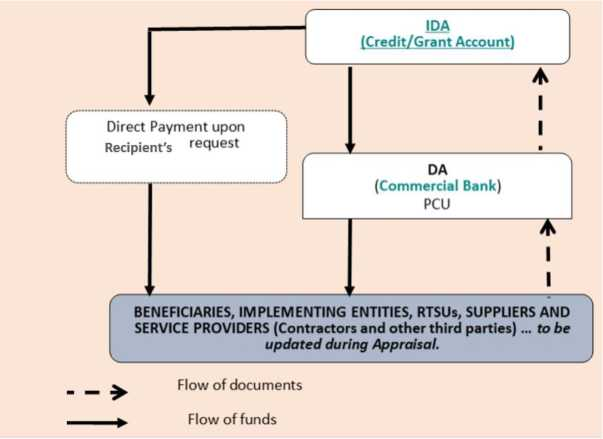 IDA
(Credit/Grant Account)
Direct Payment upon
Recipient's request
DA
(Commercial Bank)
PCU
BENEFICIARIES, IMPLEMENTING ENTITIES, RTSUs, SUPPLIERS AND
SERVICE PROVIDERS (Contractors and other third parties) ... to be
updated during Appraisal.
Flow of documents
Flow of funds